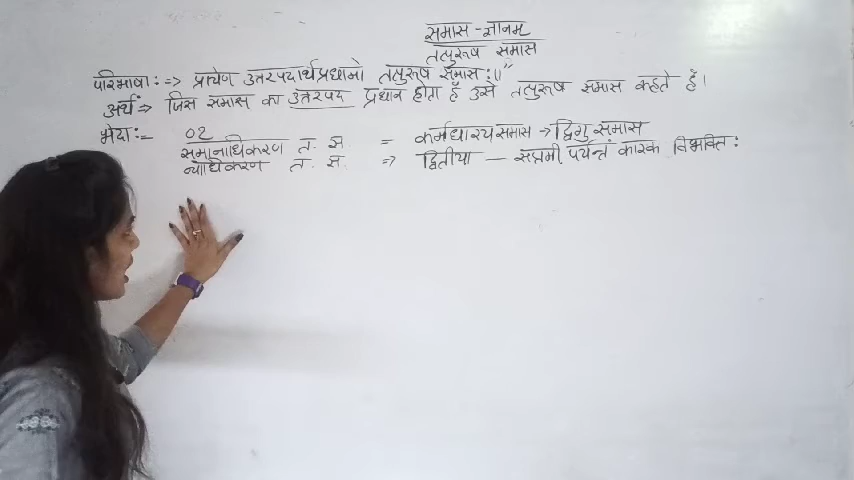 समास - ज्ञानम्
तत्पुरूष समास
परिभाषा :=> प्रायेण उत्तरपदार्थप्रधानो तत्पुरूष समास :।।"
अर्थ => जिस समास का उत्तरपद प्रधान होता हैं उसे तत्पुरूष समास कहते हैं।
भेदा :- 02
समानाधिकरण त. स. = कर्मधारय समास → द्विगु समास
व्याधिकरण त. स. => द्वितीया — सप्तमी पर्यन्तं कारक विभक्ति :